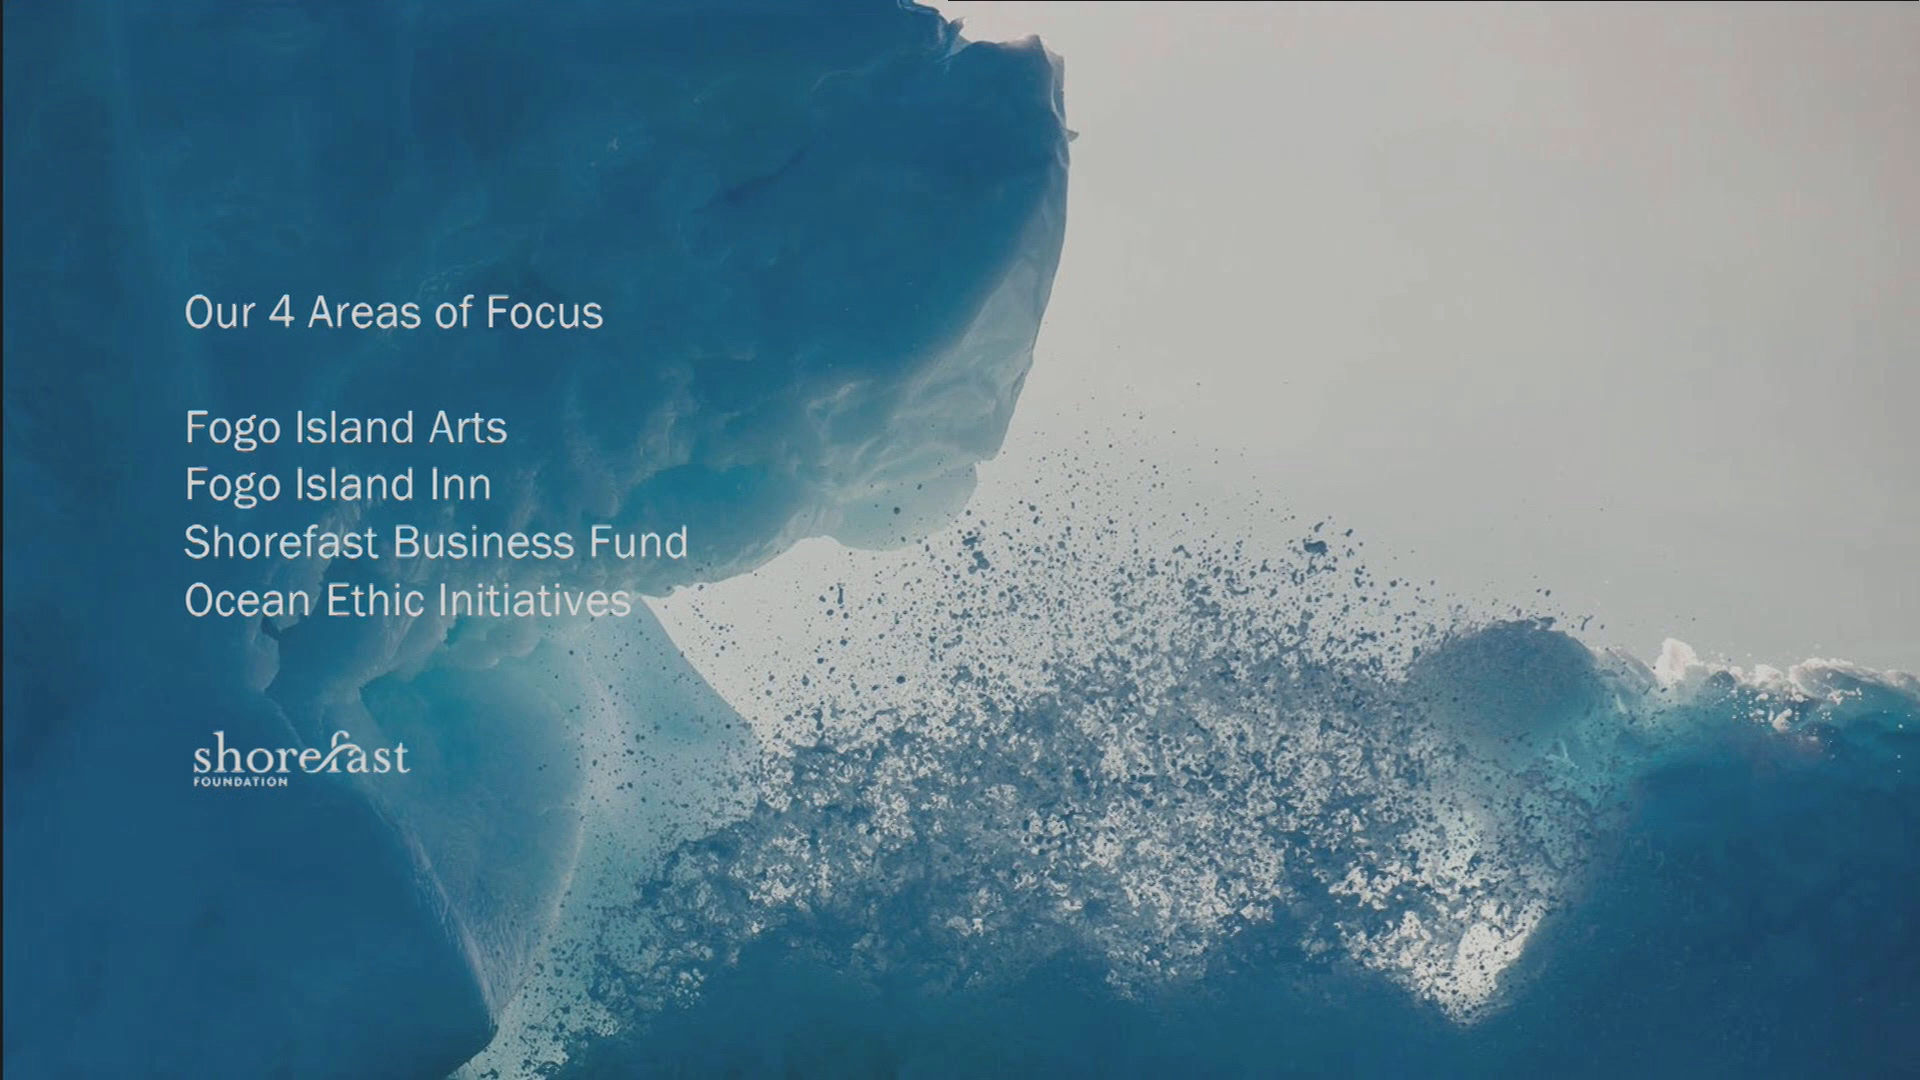 Our 4 Areas of Focus
Fogo Island Arts
Fogo Island Inn
Shorefast Business Fund
Ocean Ethic Initiatives
shorefast
FOUNDATION